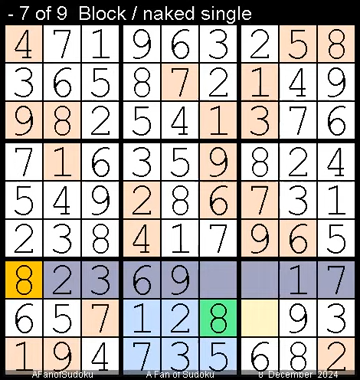 - 7 of 9 Block / naked single
4 7 1 9 6 3 2 5 8
3 6 5 8 7 2 1 4 9
9 8 2 5 4 1 3 7 6
7 1 6 3 5 9 8 2 4
5 4 9 2 8 6 7 3 1
2 3 8 4 1 7 9 6 5
8 2 3 6 9 1 7
6 5 7 1 2 8 9 3
1 9 4 7 3 5 6 8 2
AFanofSudoku A Fan of Sudoku 8 December 2024